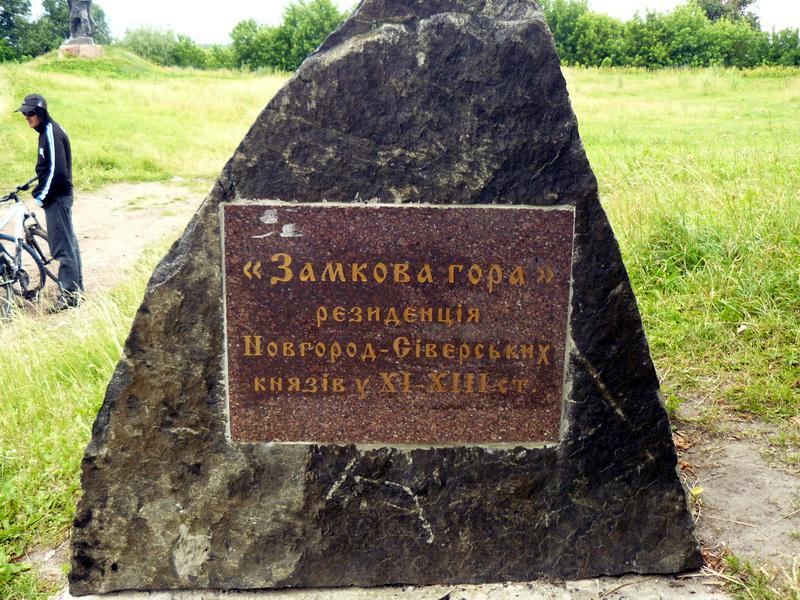 «Замкова гора»
резиденція
Новгород-Сіверських
князів у XI-XIII ст.